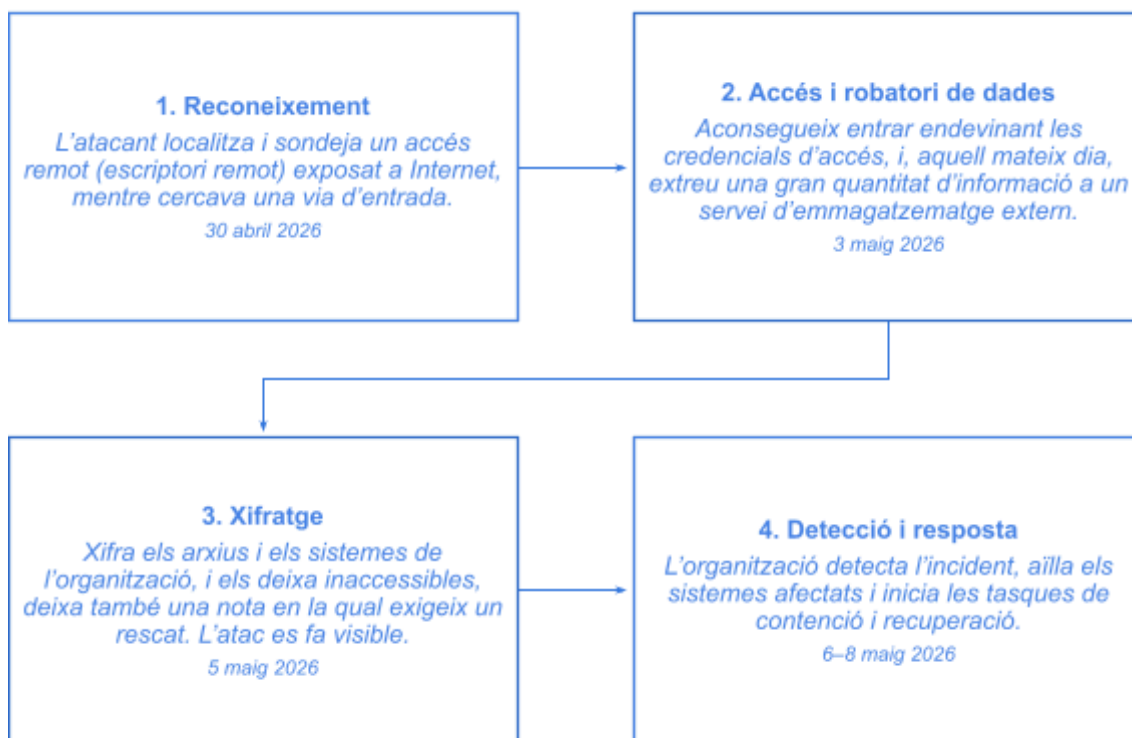 1. Reconeixement
L'atacant localitza i sondeja un accés
remot (escriptori remot) exposat a Internet,
mentre cercava una via d'entrada.
30 abril 2026
2. Accés i robatori de dades
Aconsegueix entrar endevinant les
credencials d'accés, i, aquell mateix dia,
extreu una gran quantitat d'informació a un
servei d'emmagatzematge extern.
3 maig 2026
3. Xifratge
Xifra els arxius i els sistemes de
l'organització, i els deixa inaccessibles,
deixa també una nota en la qual exigeix un
rescat. L'atac es fa visible.
5 maig 2026
4. Detecció i resposta
L'organització detecta l'incident, aïlla els
sistemes afectats i inicia les tasques de
contenció i recuperació.
6–8 maig 2026